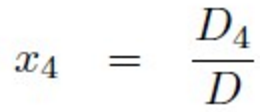 x₄ = D₄/D